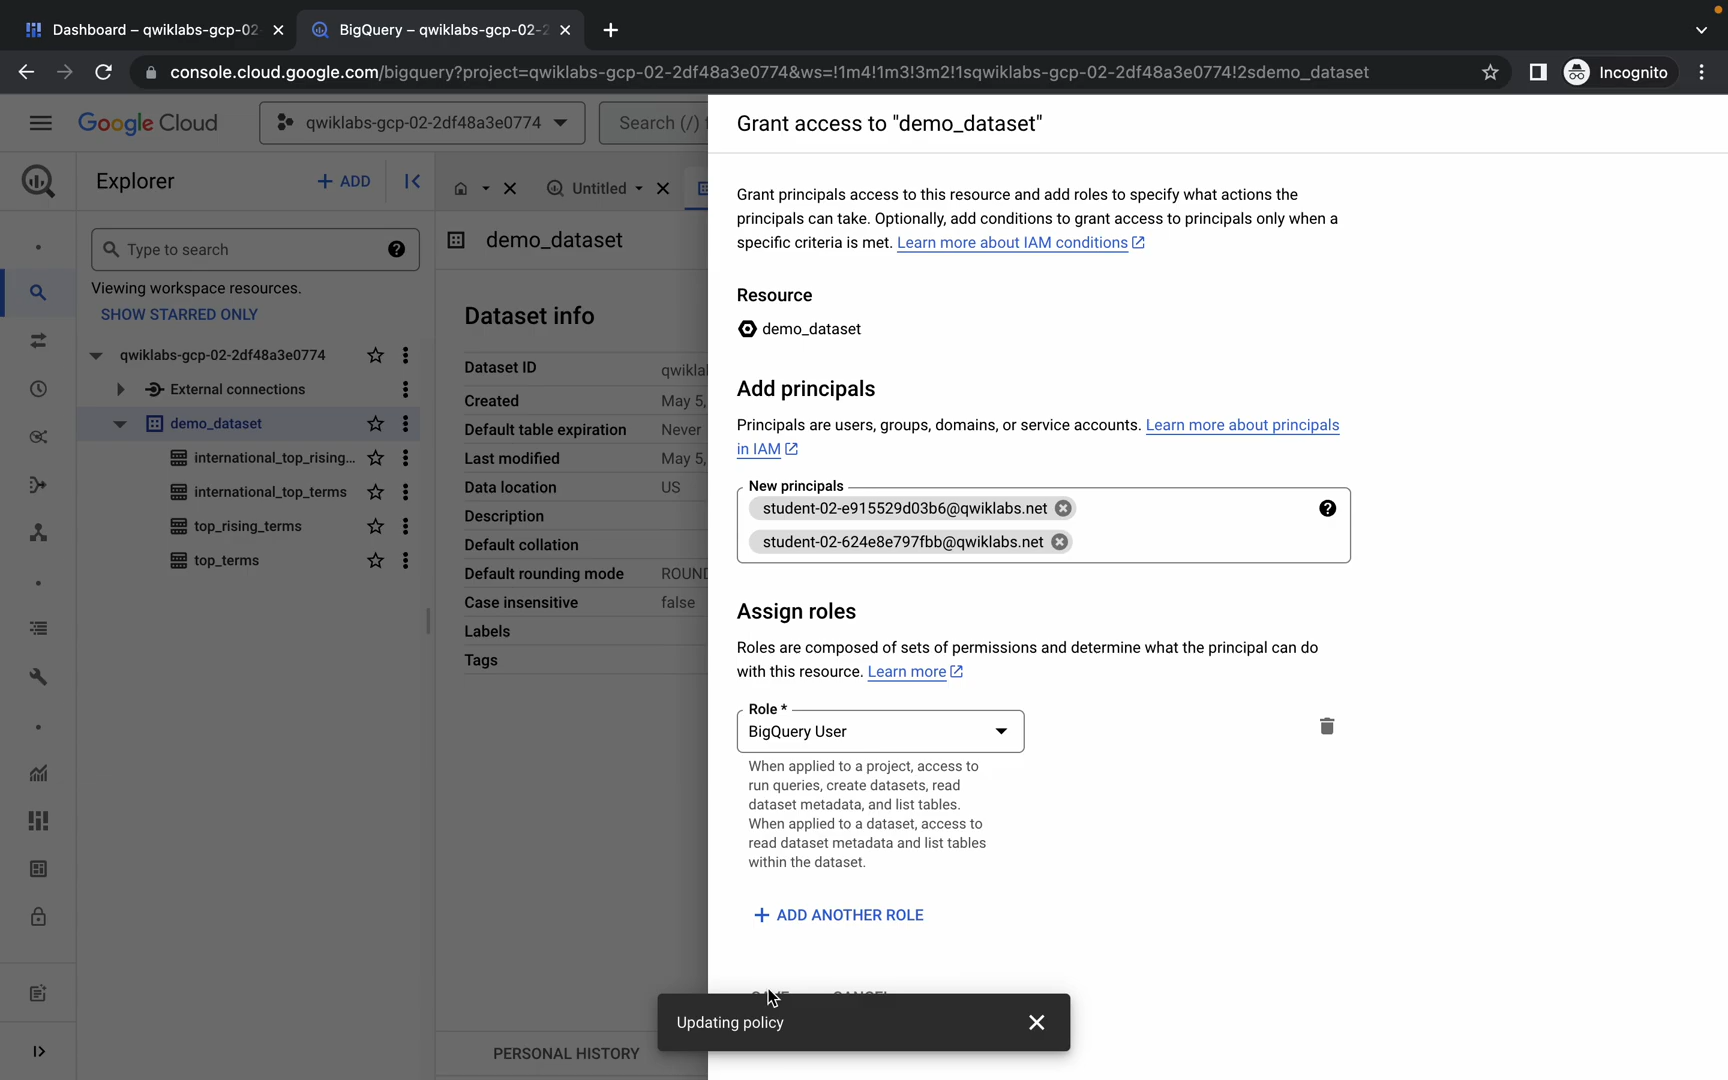 Dashboard – qwiklabs-gcp-02
BigQuery – qwiklabs-gcp-02-2
console.cloud.google.com/bigquery?project=qwiklabs-gcp-02-2df48a3e0774&ws=!1m4!1m3!3m2!1sqwiklabs-gcp-02-2df48a3e0774!2sdemo_dataset
Incognito
Google Cloud
qwiklabs-gcp-02-2df48a3e0774
Search (/)
Explorer
+ ADD
Type to search
Viewing workspace resources.
SHOW STARRED ONLY
qwiklabs-gcp-02-2df48a3e0774
External connections
demo_dataset
international_top_rising...
international_top_terms
top_rising_terms
top_terms
Untitled
demo_dataset
Dataset info
Dataset ID qwikla
Created May 5,
Default table expiration Never
Last modified May 5,
Data location US
Description
Default collation
Default rounding mode ROUND
Case insensitive false
Labels
Tags
PERSONAL HISTORY
Grant access to "demo_dataset"
Grant principals access to this resource and add roles to specify what actions the
principals can take. Optionally, add conditions to grant access to principals only when a
specific criteria is met. Learn more about IAM conditions
Resource
demo_dataset
Add principals
Principals are users, groups, domains, or service accounts. Learn more about principals
in IAM
New principals
student-02-e915529d03b6@qwiklabs.net
student-02-624e8e797fbb@qwiklabs.net
Assign roles
Roles are composed of sets of permissions and determine what the principal can do
with this resource. Learn more
Role *
BigQuery User
When applied to a project, access to
run queries, create datasets, read
dataset metadata, and list tables.
When applied to a dataset, access to
read dataset metadata and list tables
within the dataset.
+ ADD ANOTHER ROLE
CANCEL
Updating policy